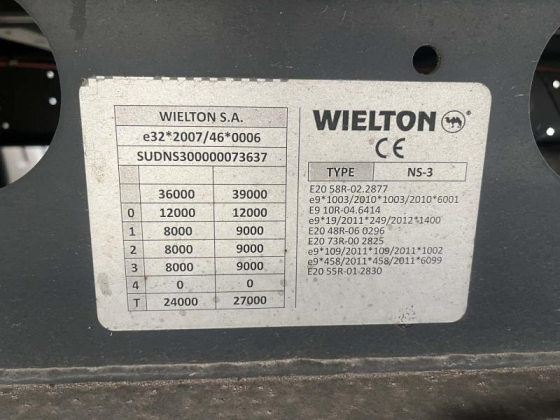 WIELTON S.A.
e32*2007/46*0006
SUDNS300000073637
36000 39000
0 12000 12000
1 8000 9000
2 8000 9000
3 8000 9000
4 0 0
T 24000 27000
WIELTON
CE
TYPE NS-3
E20 58R-02.2877
e9*1003/2010*1003/2010*6001
E9 10R-04.6414
e9*19/2011*249/2012*1400
E20 48R-06 0296
E20 73R-00 2825
e9*109/2011*109/2011*1002
e9*458/2011*458/2011*6099
E20 55R-01 2830